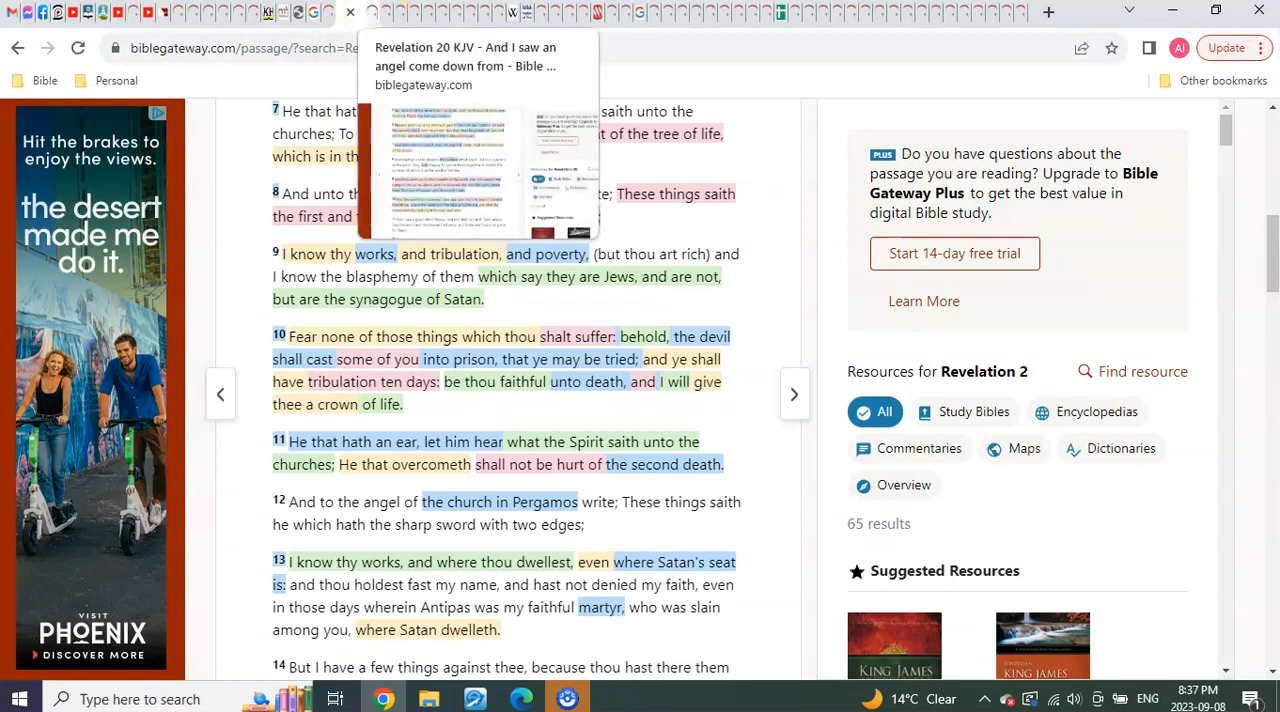 biblegateway.com/passage/?search=Re
AI
Update
Bible
Personal
Other bookmarks
Revelation 20 KJV - And I saw an
angel come down from - Bible ...
biblegateway.com
Hit the brakes to
enjoy the views.
the desert
made me
do it.
VISIT
PHOENIX
DISCOVER MORE
7 He that hat
saith unto the
ches; To
t of the tree of life,
which is in th
8
nto th
te; These things saith
the first and
9 I know thy works, and tribulation, and poverty, (but thou art rich) and
I know the blasphemy of them which say they are Jews, and are not,
but are the synagogue of Satan.
10 Fear none of those things which thou shalt suffer: behold, the devil
shall cast some of you into prison, that ye may be tried; and ye shall
have tribulation ten days: be thou faithful unto death, and I will give
thee a crown of life.
11 He that hath an ear, let him hear what the Spirit saith unto the
churches; He that overcometh shall not be hurt of the second death.
12 And to the angel of the church in Pergamos write; These things saith
he which hath the sharp sword with two edges;
13 I know thy works, and where thou dwellest, even where Satan's seat
is: and thou holdest fast my name, and hast not denied my faith, even
in those days wherein Antipas was my faithful martyr, who was slain
among you, where Satan dwelleth.
14 But I have a few things against thee, because thou hast there them
PLUS Do you have questions about the
passage you are reading? Upgrade to Bible
Gateway Plus and get the best value in
digital Bible study.
Start 14-day free trial
Learn More
Resources for Revelation 2
Find resource
All
Study Bibles
Encyclopedias
Commentaries
Maps
Dictionaries
Overview
65 results
Suggested Resources
KING JAMES
KING JAMES
Type here to search
14°C Clear
ENG
8:37 PM
2023-09-08